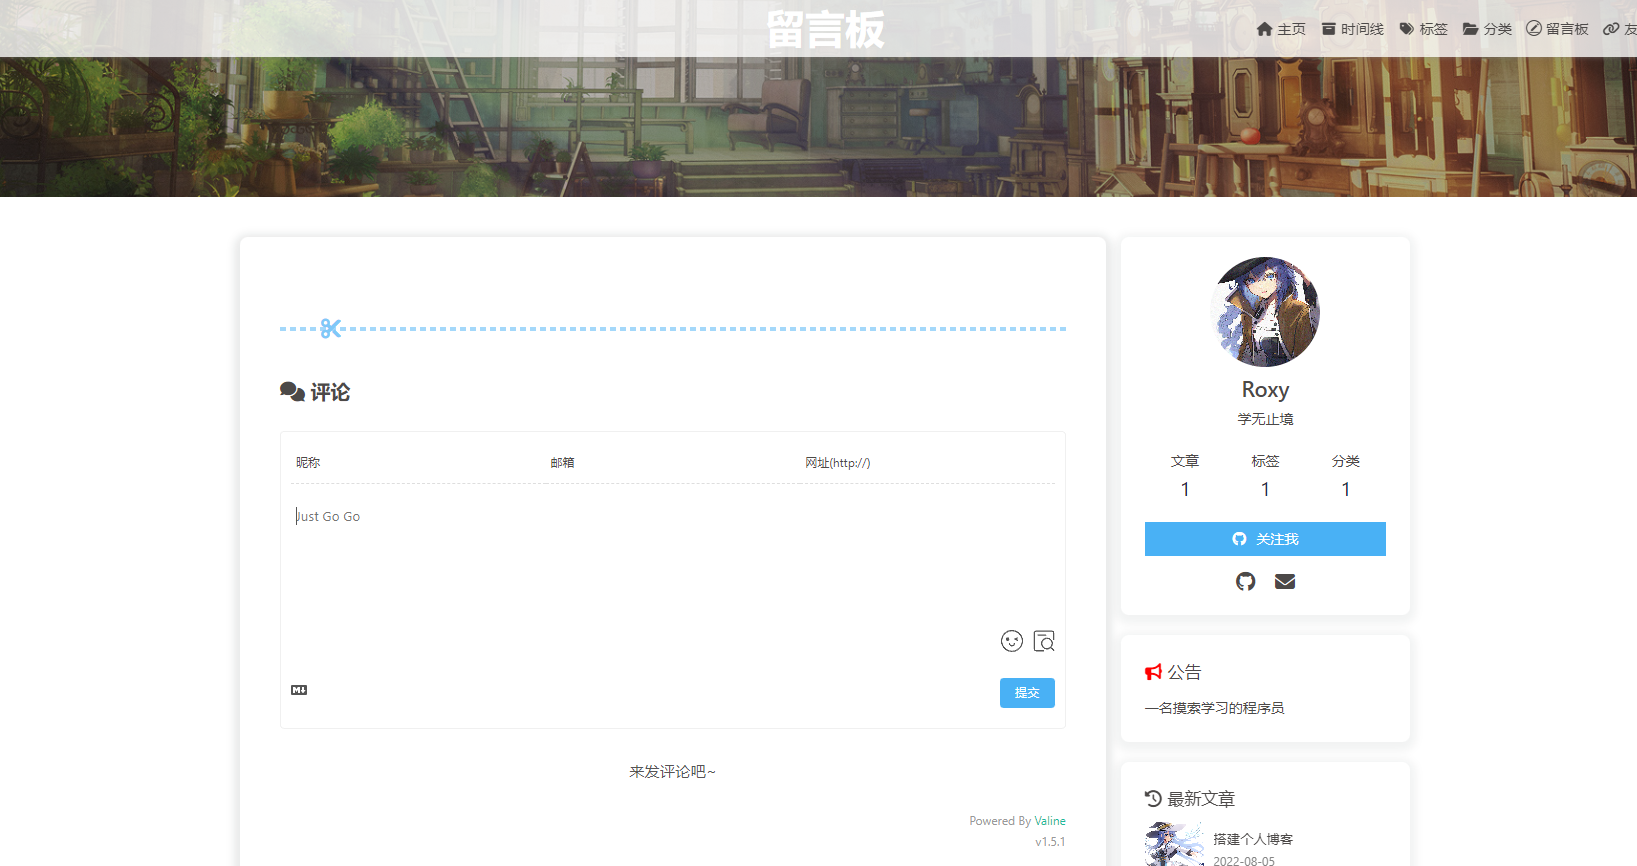 留言板
主页 时间线 标签 分类 留言板 友
评论
昵称 邮箱 网址(http://)
Just Go Go
提交
来发评论吧~
Powered By Valine
v1.5.1
Roxy
学无止境
文章 标签 分类
1 1 1
关注我
公告
一名摸索学习的程序员
最新文章
搭建个人博客
2022-08-05